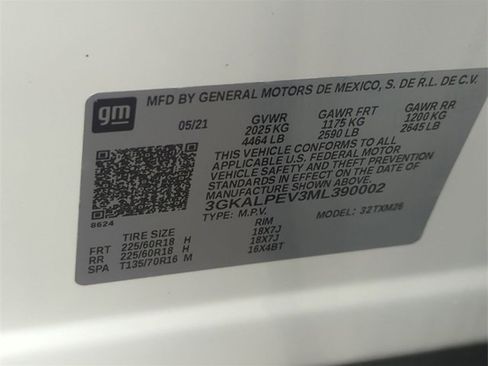 gm
MFD BY GENERAL MOTORS DE MEXICO, S. DE R.L. DE C.V.
05/21 GVWR GAWR FRT GAWR RR
2025 KG 1175 KG 1200 KG
4464 LB 2590 LB 2645 LB
THIS VEHICLE CONFORMS TO ALL
APPLICABLE U.S. FEDERAL MOTOR
VEHICLE SAFETY AND THEFT PREVENTION
STANDARDS IN EFFECT ON THE DATE OF
MANUFACTURE SHOWN ABOVE.
3GKALPEV3ML390002
8624
TYPE: M.P.V. MODEL: 32TXM26
TIRE SIZE RIM
FRT 225/60R18 H 18X7J
RR 225/60R18 H 18X7J
SPA T135/70R16 M 16X4BT